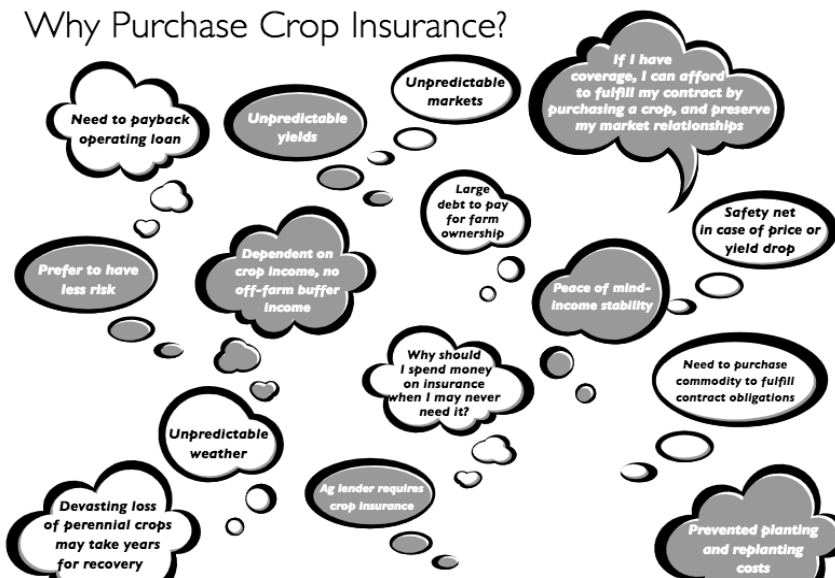 Why Purchase Crop Insurance?
Need to payback
operating loan
Unpredictable
yields
Unpredictable
markets
If I have
coverage, I can afford
to fulfill my contract by
purchasing a crop, and preserve
my market relationships
Large
debt to pay
for farm
ownership
Safety net
in case of price or
yield drop
Prefer to have
less risk
Dependent on
crop income, no
off-farm buffer
income
Peace of mind-
income stability
Why should
I spend money
on insurance
when I may never
need it?
Need to purchase
commodity to fulfill
contract obligations
Unpredictable
weather
Ag lender requires
crop insurance
Devasting loss
of perennial crops
may take years
for recovery
Prevented planting
and replanting
costs